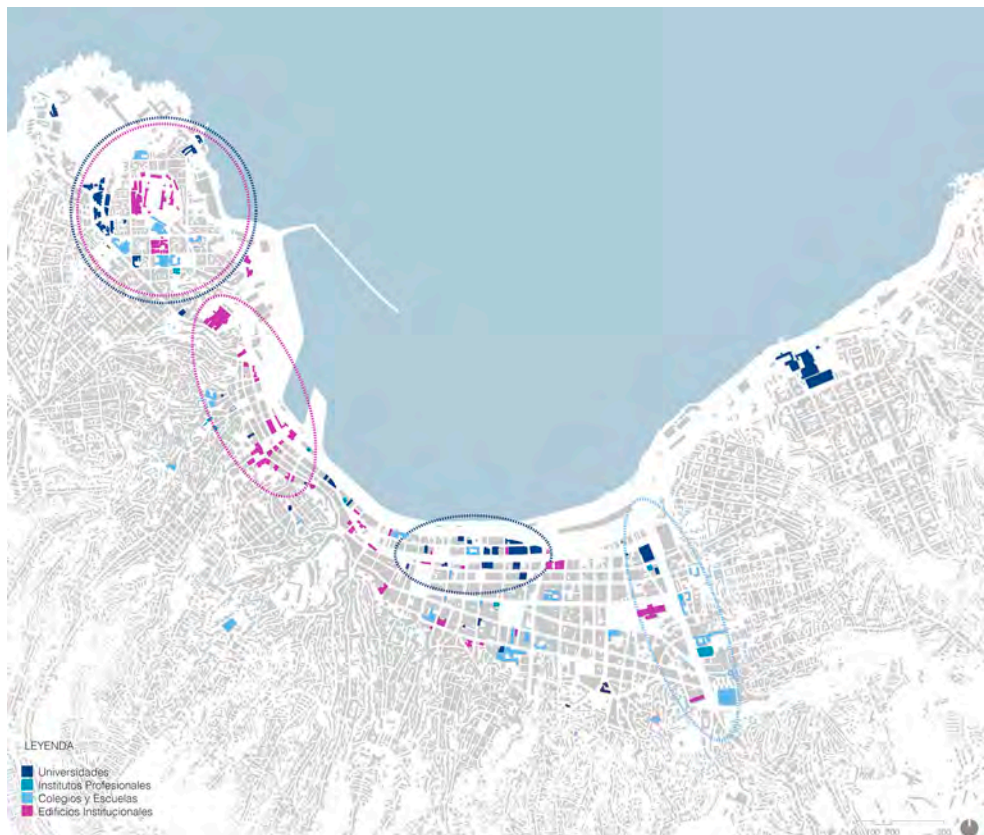 LEYENDA
Universidades
Institutos Profesionales
Colegios y Escuelas
Edificios Institucionales